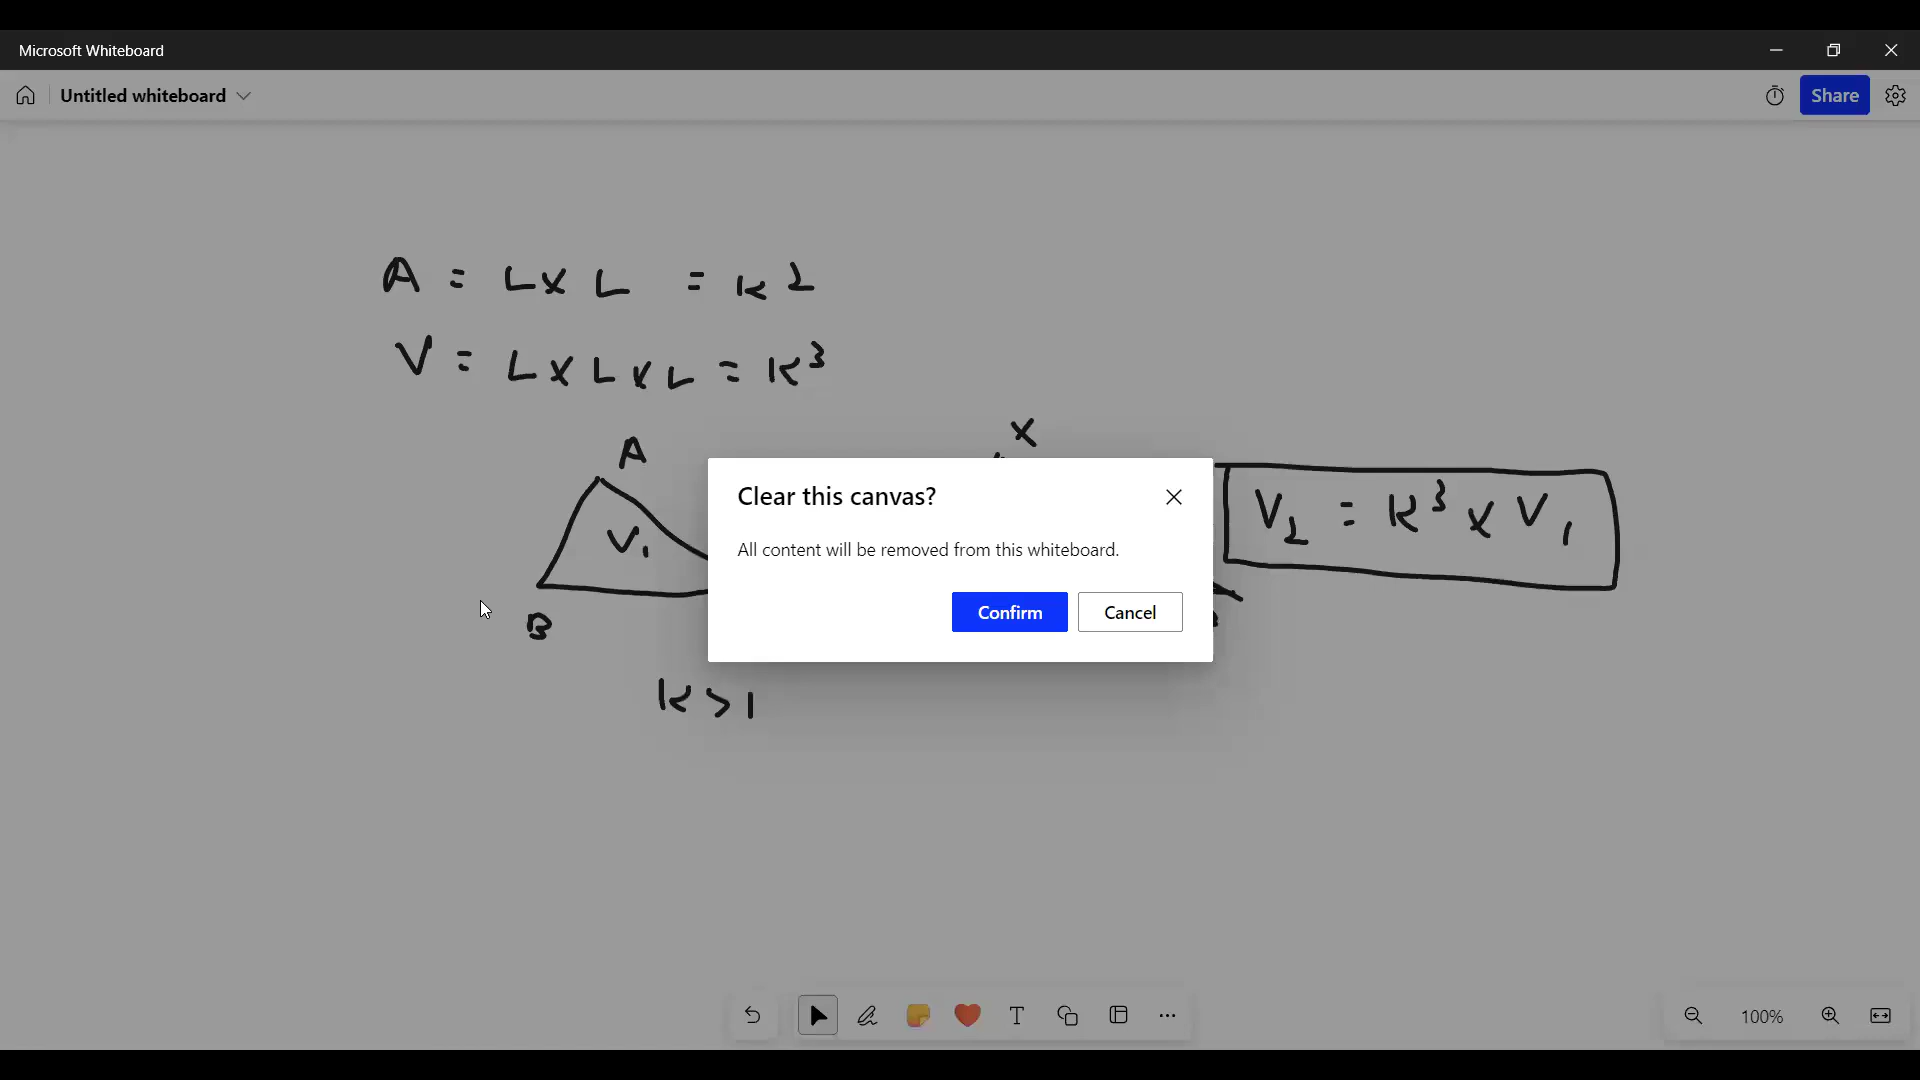 Microsoft Whiteboard
Untitled whiteboard
Share
A = L x L = K 2
V = L x L x L = K³
X
A
Clear this canvas?
All content will be removed from this whiteboard.
V₂ = K³ x V₁
V₁
Confirm Cancel
B
K > 1
T
100%